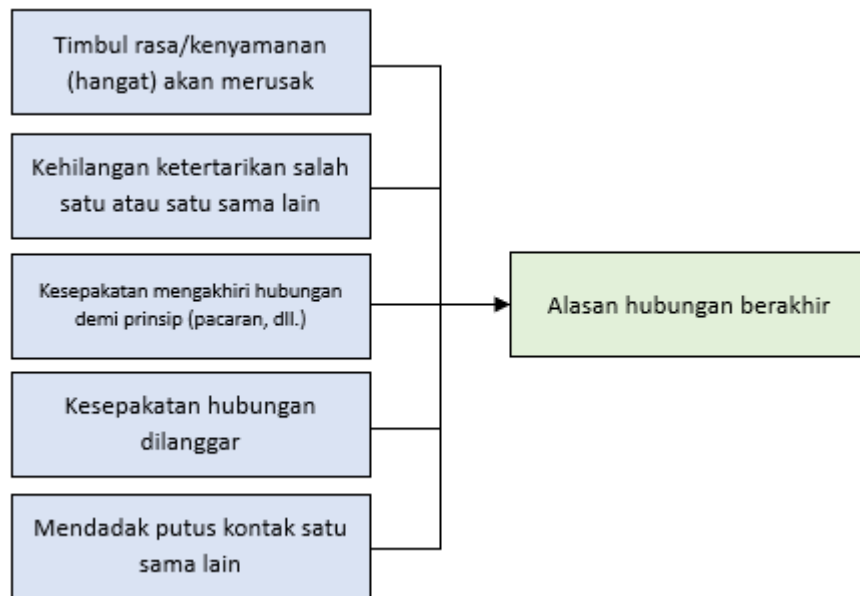 Timbul rasa/kenyamanan
(hangat) akan merusak
Kehilangan ketertarikan salah
satu atau satu sama lain
Kesepakatan mengakhiri hubungan
demi prinsip (pacaran, dll.)
Alasan hubungan berakhir
Kesepakatan hubungan
dilanggar
Mendadak putus kontak satu
sama lain